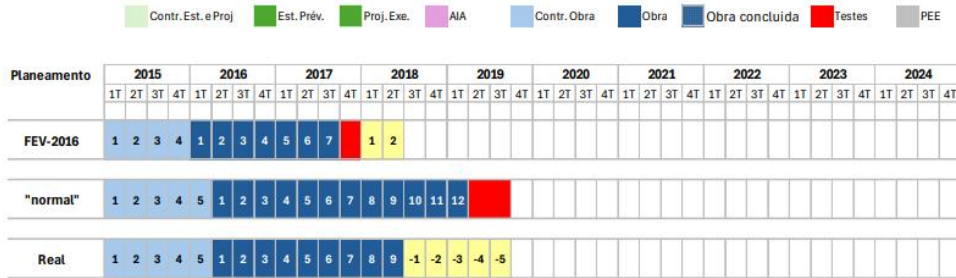 Contr. Est. e Proj Est. Prév. Proj. Exe. AIA Contr. Obra Obra Obra concluida Testes PEE
Planeamento 2015 2016 2017 2018 2019 2020 2021 2022 2023 2024
1T 2T 3T 4T 1T 2T 3T 4T 1T 2T 3T 4T 1T 2T 3T 4T 1T 2T 3T 4T 1T 2T 3T 4T 1T 2T 3T 4T 1T 2T 3T 4T 1T 2T 3T 4T 1T 2T 3T 4T
FEV-2016 1 2 3 4 1 2 3 4 5 6 7 1 2
"normal" 1 2 3 4 5 1 2 3 4 5 6 7 8 9 10 11 12
Real 1 2 3 4 5 1 2 3 4 5 6 7 8 9 -1 -2 -3 -4 -5